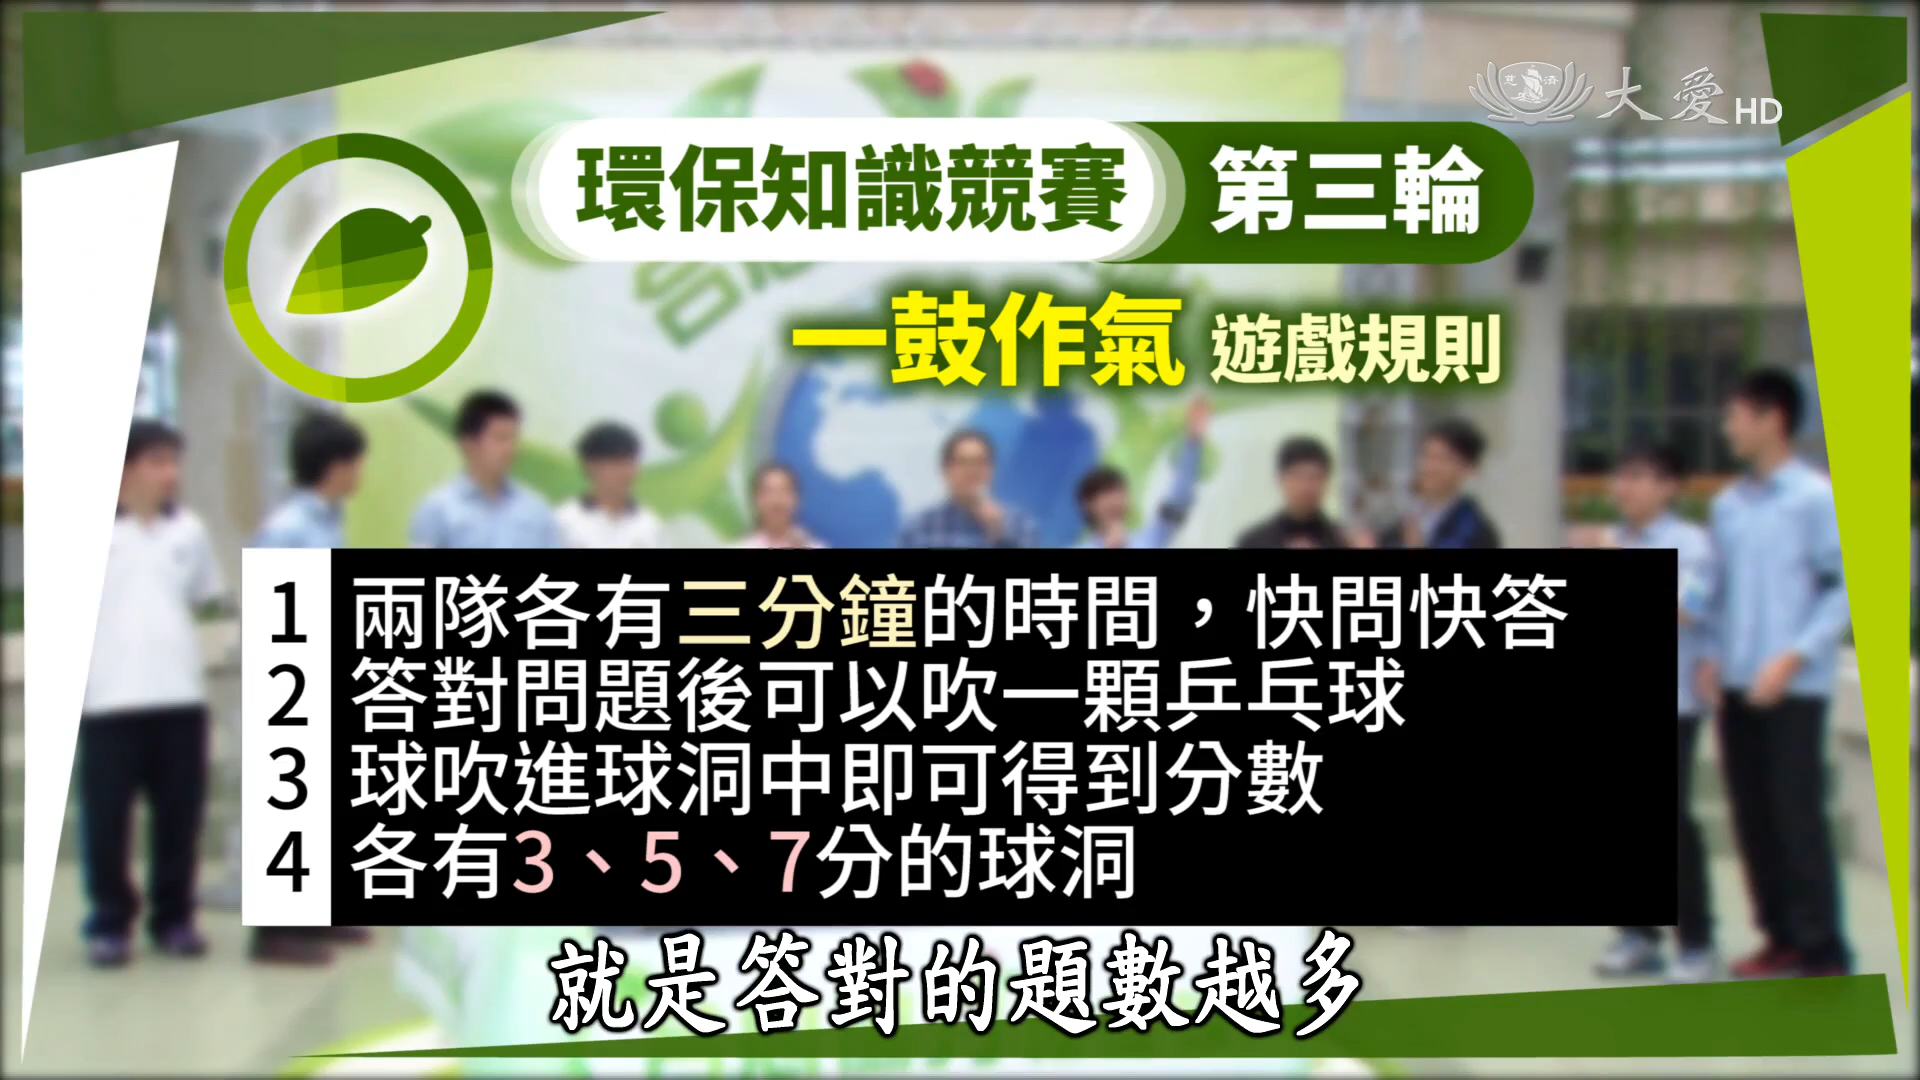 慈濟
大愛HD
環保知識競賽 第三輪
一鼓作氣 遊戲規則
1 兩隊各有三分鐘的時間，快問快答
2 答對問題後可以吹一顆乒乓球
3 球吹進球洞中即可得到分數
4 各有3、5、7分的球洞
就是答對的題數越多